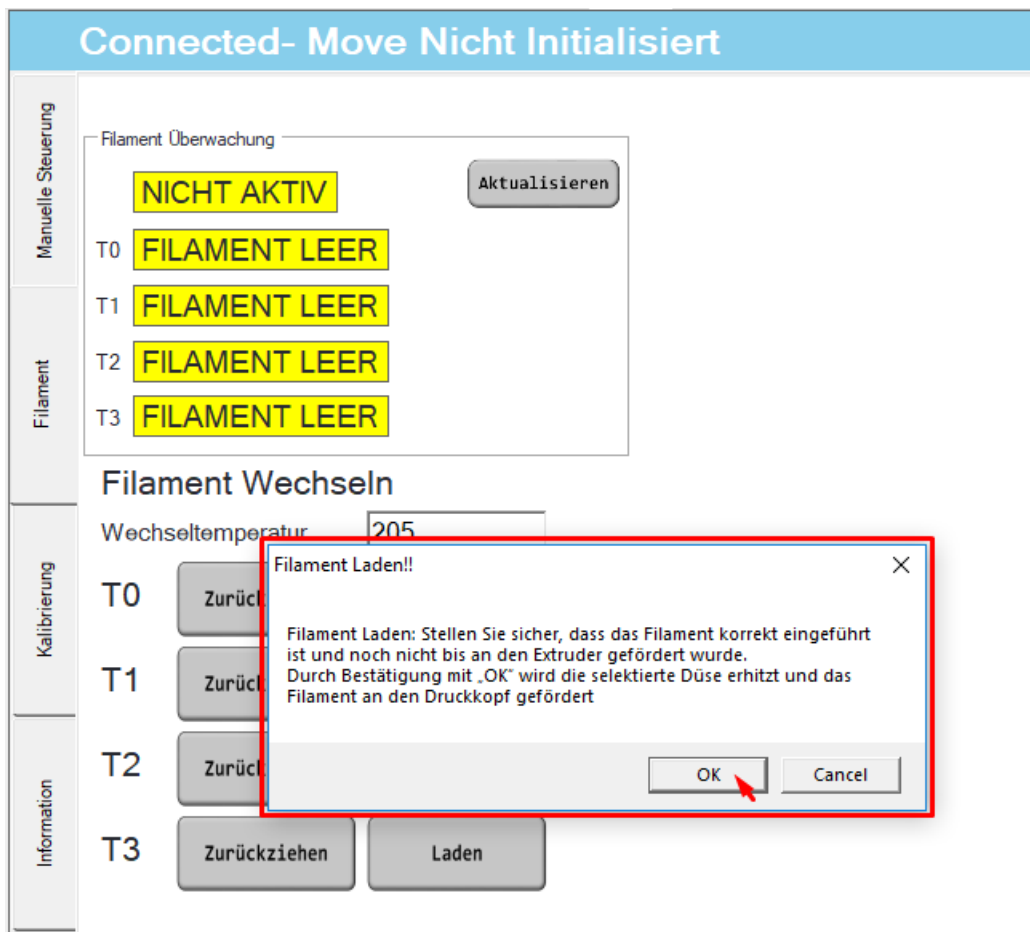 Connected- Move Nicht Initialisiert
Manuelle Steuerung
Filament
Kalibrierung
Information
Filament Überwachung
NICHT AKTIV
Aktualisieren
T0 FILAMENT LEER
T1 FILAMENT LEER
T2 FILAMENT LEER
T3 FILAMENT LEER
Filament Wechseln
Wechseltemperatur 205
Filament Laden!!
Filament Laden: Stellen Sie sicher, dass das Filament korrekt eingeführt
ist und noch nicht bis an den Extruder gefördert wurde.
Durch Bestätigung mit „OK“ wird die selektierte Düse erhitzt und das
Filament an den Druckkopf gefördert
OK Cancel
T0
T1
T2
T3 Zurückziehen Laden